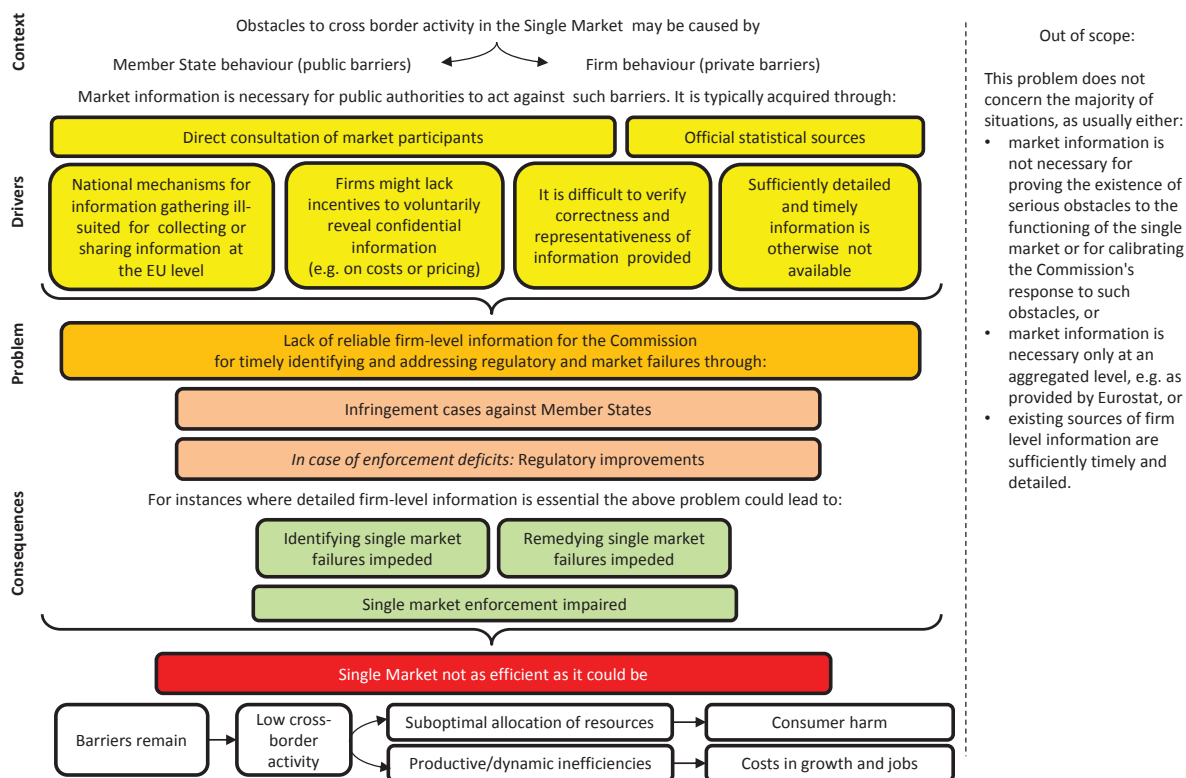 Context
Obstacles to cross border activity in the Single Market may be caused by
Member State behaviour (public barriers)
Firm behaviour (private barriers)
Market information is necessary for public authorities to act against such barriers. It is typically acquired through:
Direct consultation of market participants
Official statistical sources
Drivers
National mechanisms for
information gathering ill-
suited for collecting or
sharing information at
the EU level
Firms might lack
incentives to voluntarily
reveal confidential
information
(e.g. on costs or pricing)
It is difficult to verify
correctness and
representativeness of
information provided
Sufficiently detailed
and timely
information is
otherwise not
available
Problem
Lack of reliable firm-level information for the Commission
for timely identifying and addressing regulatory and market failures through:
Infringement cases against Member States
In case of enforcement deficits: Regulatory improvements
Consequences
For instances where detailed firm-level information is essential the above problem could lead to:
Identifying single market
failures impeded
Remedying single market
failures impeded
Single market enforcement impaired
Single Market not as efficient as it could be
Barriers remain
Low cross-
border
activity
Suboptimal allocation of resources
Consumer harm
Productive/dynamic inefficiencies
Costs in growth and jobs
Out of scope:
This problem does not
concern the majority of
situations, as usually either:
• market information is
not necessary for
proving the existence of
serious obstacles to the
functioning of the single
market or for calibrating
the Commission's
response to such
obstacles, or
• market information is
necessary only at an
aggregated level, e.g. as
provided by Eurostat, or
• existing sources of firm
level information are
sufficiently timely and
detailed.